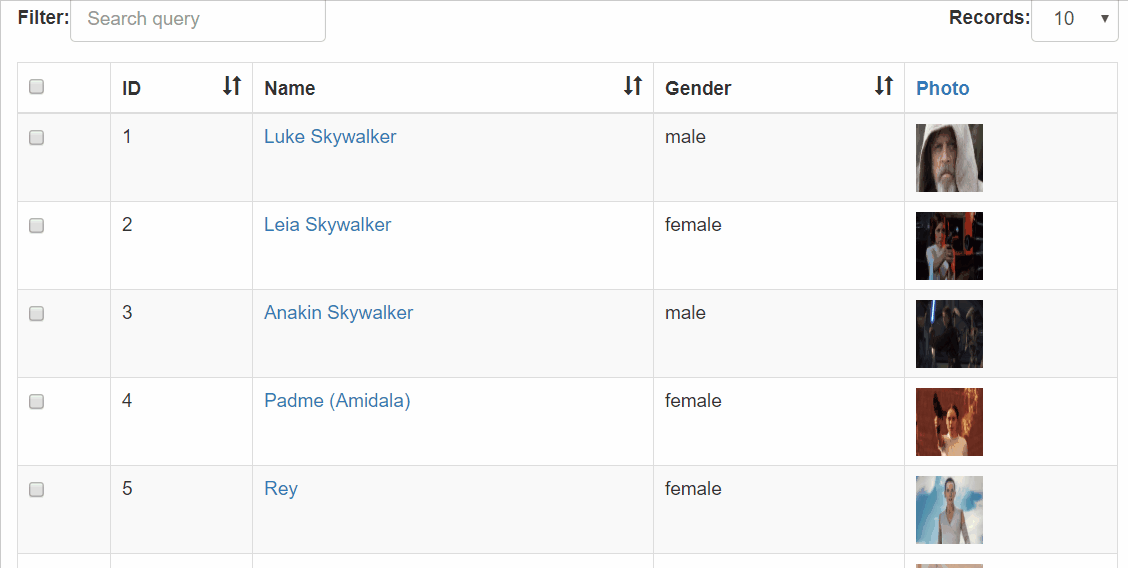 Filter: Search query Records: 10
ID Name Gender Photo
1 Luke Skywalker male
2 Leia Skywalker female
3 Anakin Skywalker male
4 Padme (Amidala) female
5 Rey female